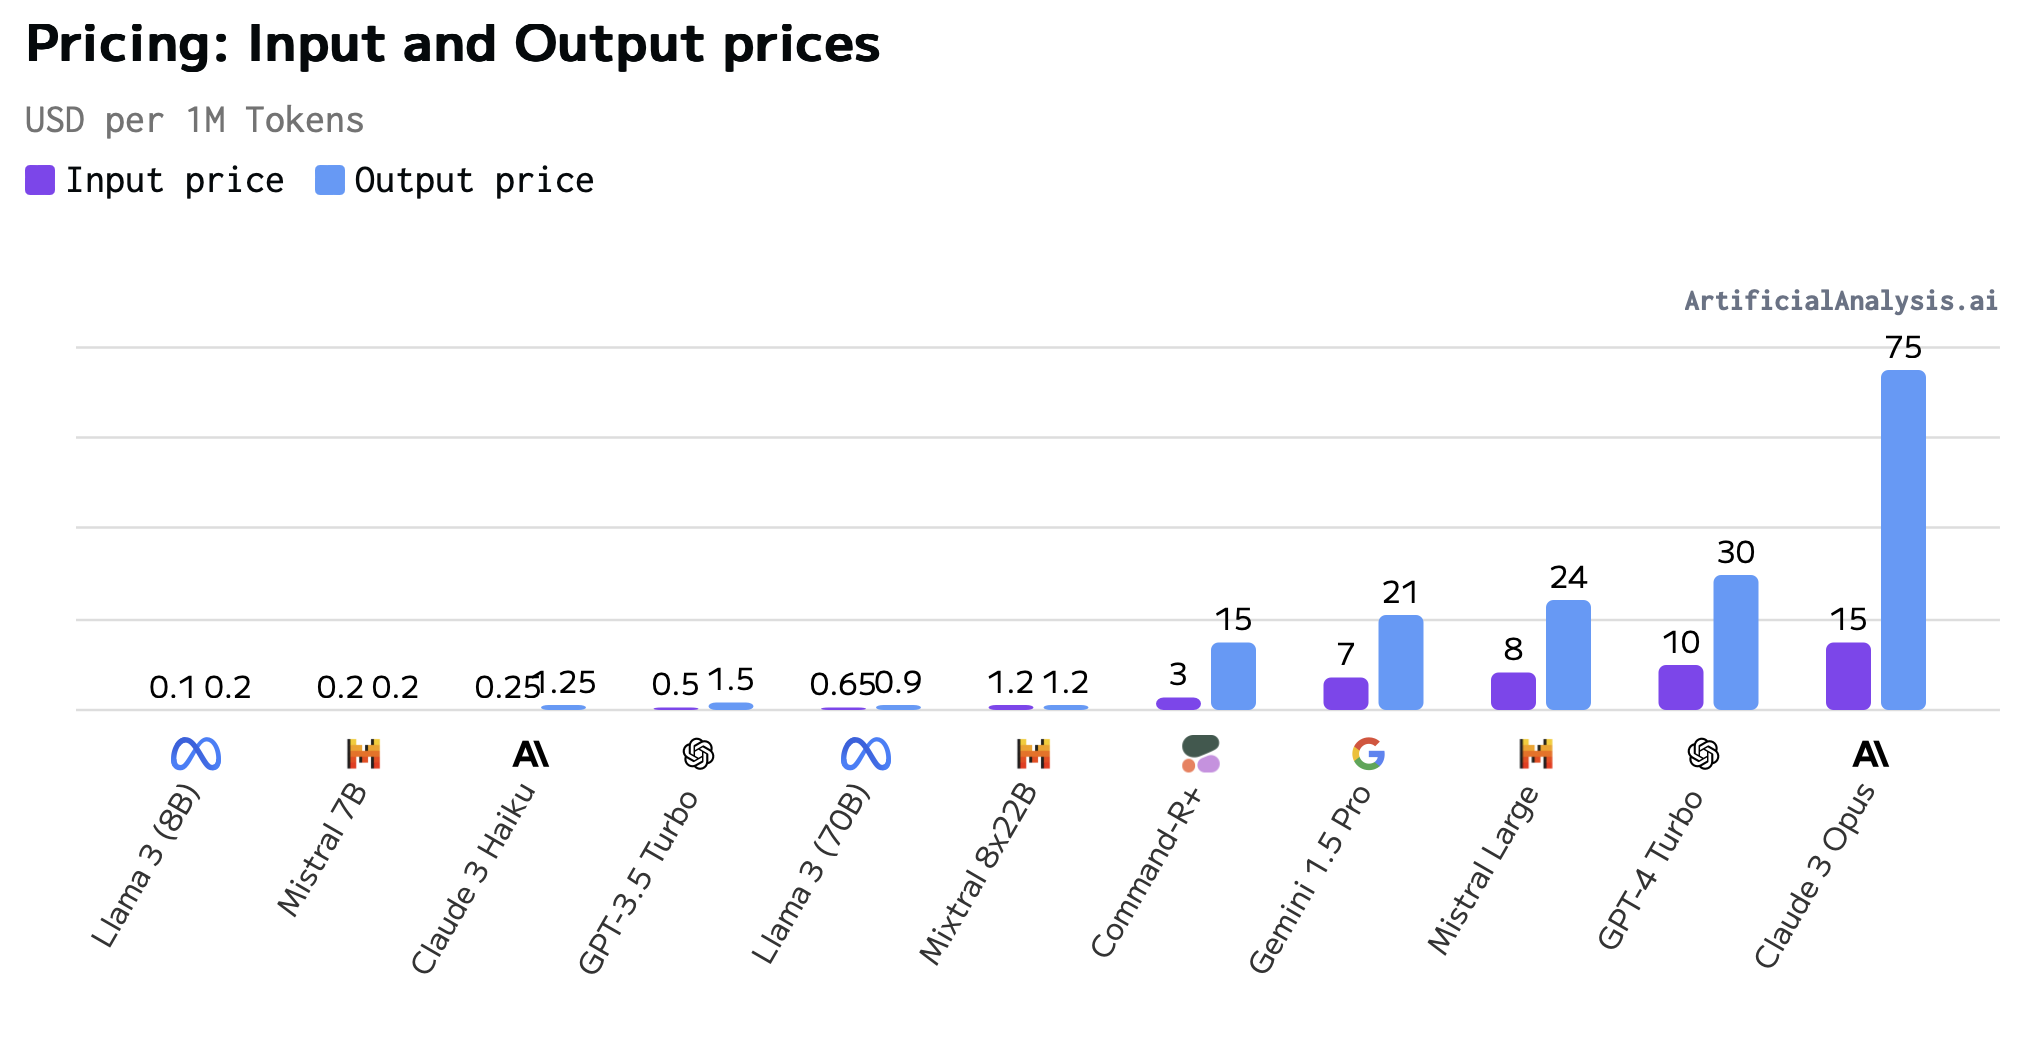 Pricing: Input and Output prices
USD per 1M Tokens
Input price Output price
ArtificialAnalysis.ai
0.1 0.2 0.2 0.2 0.25 1.25 0.5 1.5 0.65 0.9 1.2 1.2 3 15 7 21 8 24 10 30 15 75
Llama 3 (8B)
Mistral 7B
Claude 3 Haiku
GPT-3.5 Turbo
Llama 3 (70B)
Mixtral 8x22B
Command-R+
Gemini 1.5 Pro
Mistral Large
GPT-4 Turbo
Claude 3 Opus